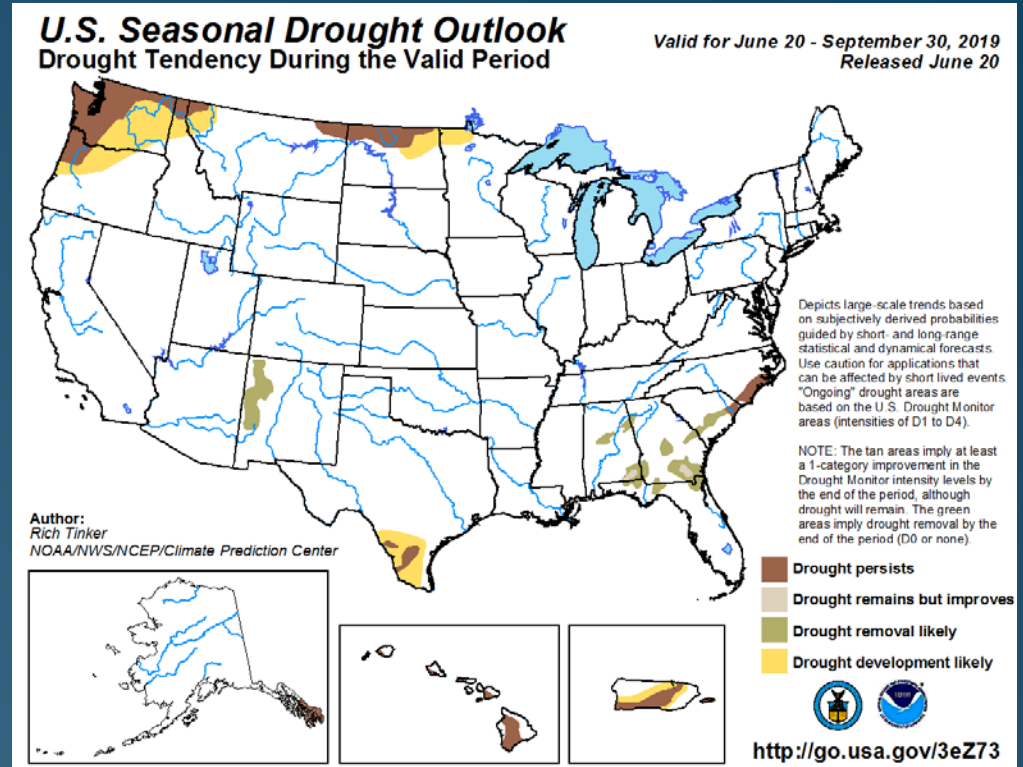 U.S. Seasonal Drought Outlook
Drought Tendency During the Valid Period
Valid for June 20 - September 30, 2019
Released June 20
Depicts large-scale trends based
on subjectively derived probabilities
guided by short- and long-range
statistical and dynamical forecasts.
Use caution for applications that
can be affected by short lived events.
"Ongoing" drought areas are
based on the U.S. Drought Monitor
areas (intensities of D1 to D4).
NOTE: The tan areas imply at least
a 1-category improvement in the
Drought Monitor intensity levels by
the end of the period, although
drought will remain. The green
areas imply drought removal by the
end of the period (D0 or none).
Author:
Rich Tinker
NOAA/NWS/NCEP/Climate Prediction Center
Drought persists
Drought remains but improves
Drought removal likely
Drought development likely
http://go.usa.gov/3eZ73